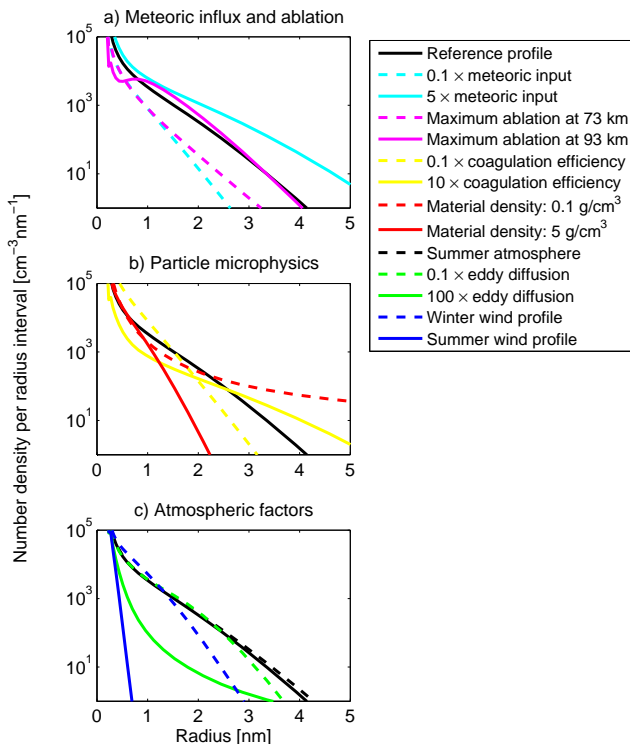 a) Meteoric influx and ablation
10^5
10^3
10^1
0 1 2 3 4 5
Reference profile
0.1 × meteoric input
5 × meteoric input
Maximum ablation at 73 km
Maximum ablation at 93 km
0.1 × coagulation efficiency
10 × coagulation efficiency
Material density: 0.1 g/cm^3
Material density: 5 g/cm^3
Summer atmosphere
0.1 × eddy diffusion
100 × eddy diffusion
Winter wind profile
Summer wind profile
Number density per radius interval [cm^-3 nm^-1]
b) Particle microphysics
10^5
10^3
10^1
0 1 2 3 4 5
c) Atmospheric factors
10^5
10^3
10^1
0 1 2 3 4 5
Radius [nm]